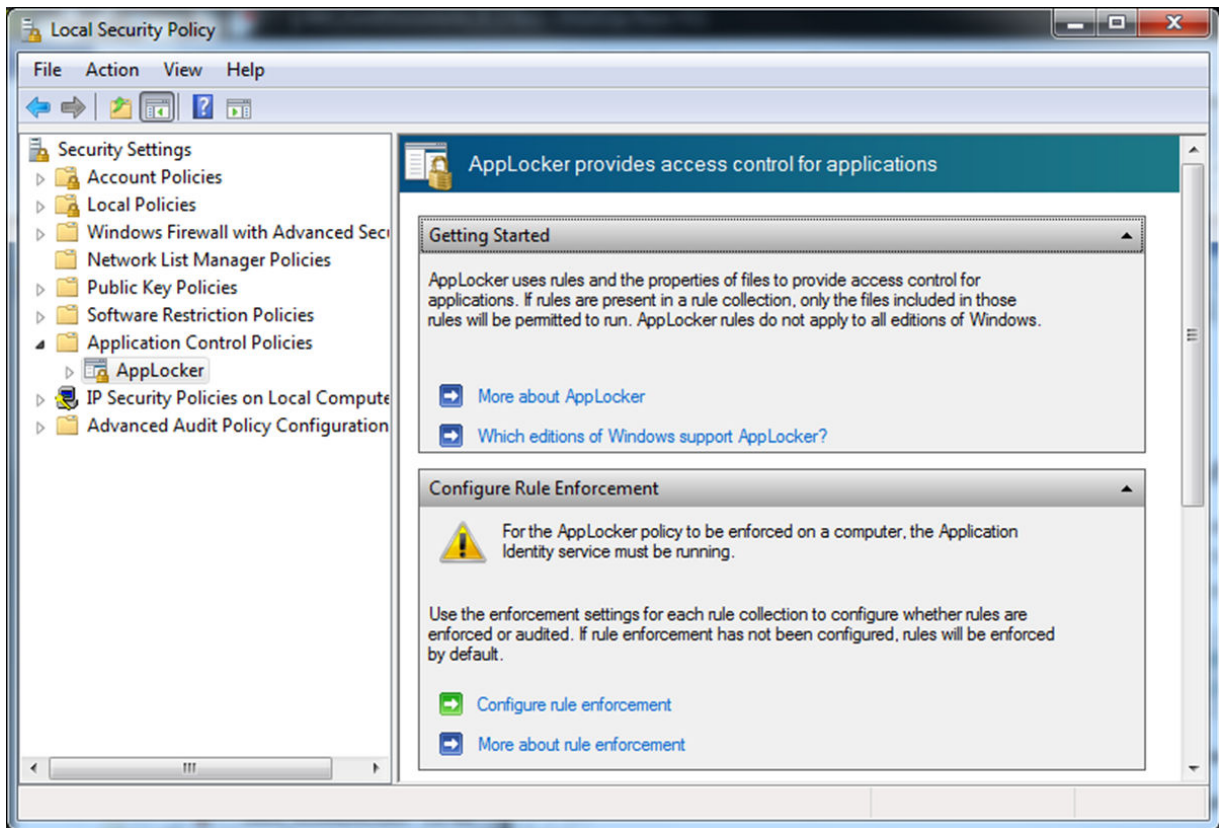 Local Security Policy
File Action View Help
Security Settings
Account Policies
Local Policies
Windows Firewall with Advanced Secu
Network List Manager Policies
Public Key Policies
Software Restriction Policies
Application Control Policies
AppLocker
IP Security Policies on Local Compute
Advanced Audit Policy Configuration
AppLocker provides access control for applications
Getting Started
AppLocker uses rules and the properties of files to provide access control for
applications. If rules are present in a rule collection, only the files included in those
rules will be permitted to run. AppLocker rules do not apply to all editions of Windows.
More about AppLocker
Which editions of Windows support AppLocker?
Configure Rule Enforcement
For the AppLocker policy to be enforced on a computer, the Application
Identity service must be running.
Use the enforcement settings for each rule collection to configure whether rules are
enforced or audited. If rule enforcement has not been configured, rules will be enforced
by default.
Configure rule enforcement
More about rule enforcement